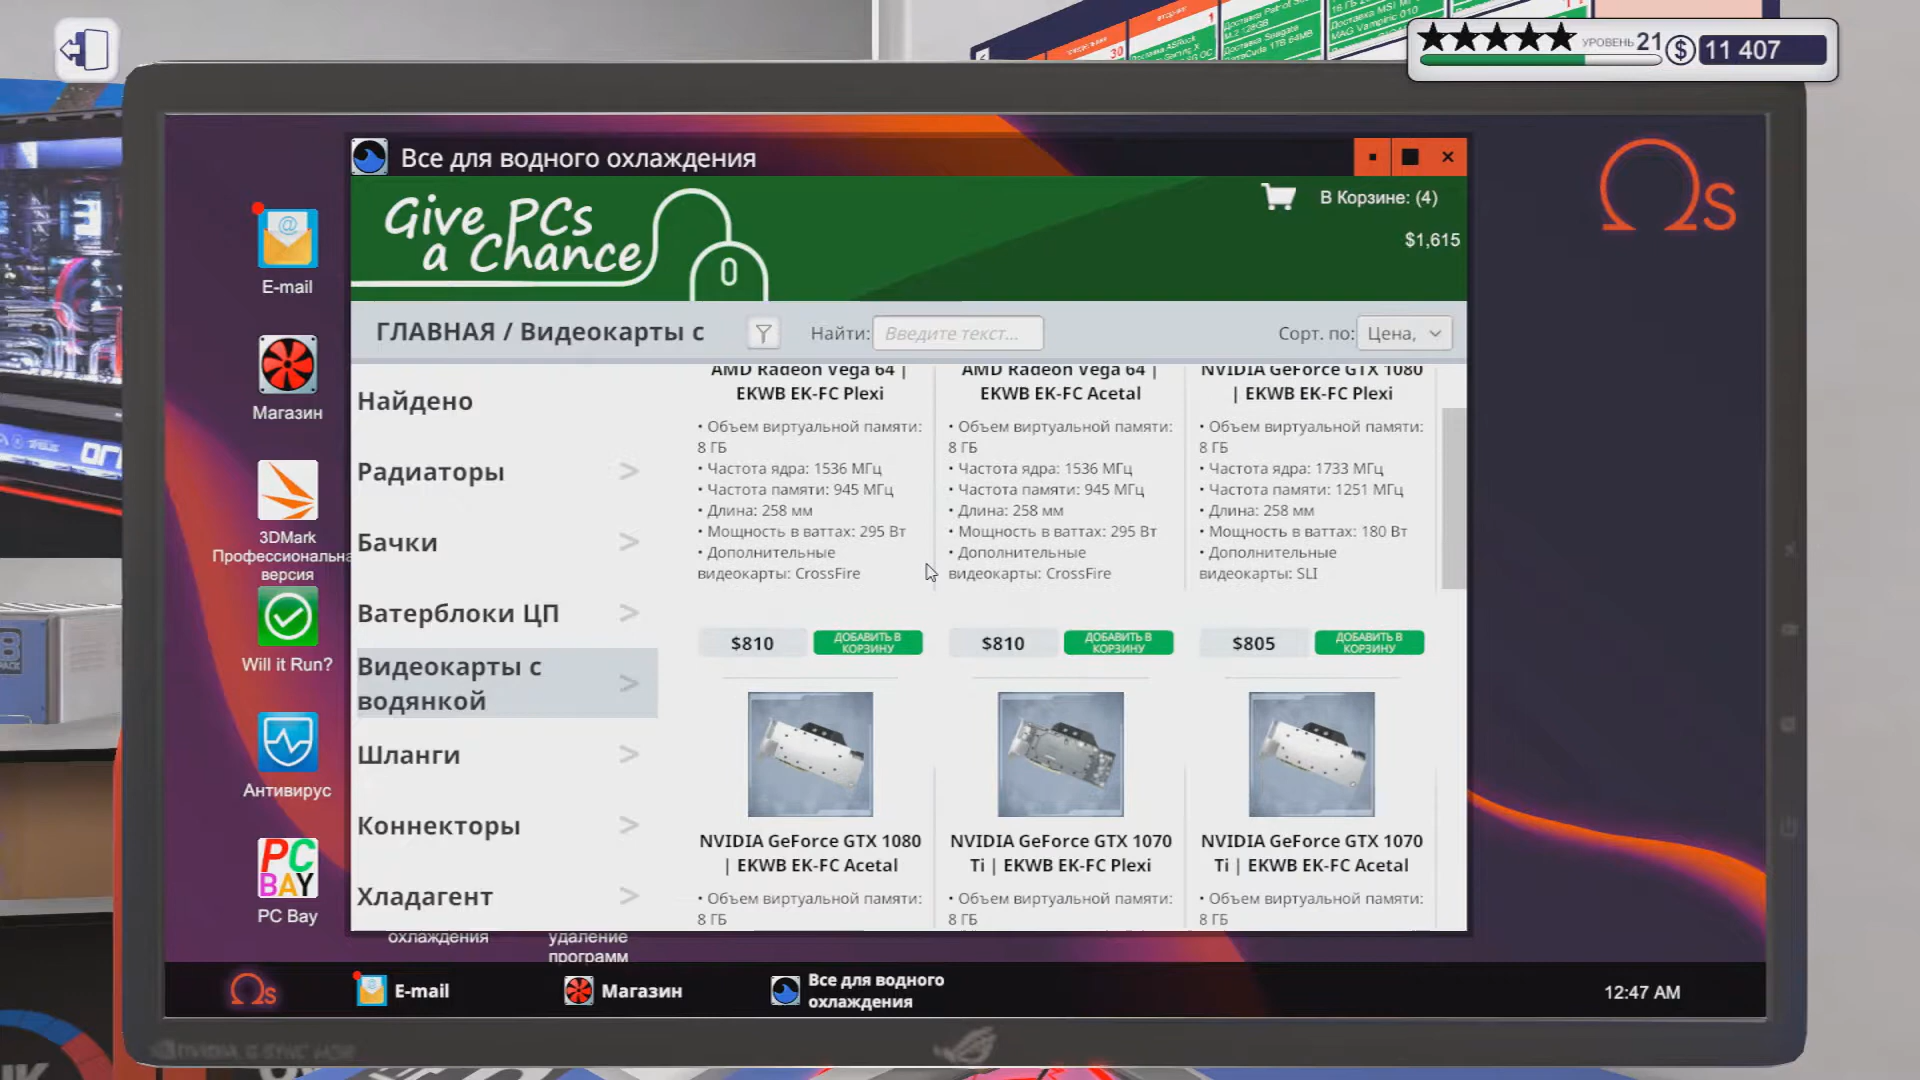 УРОВЕНЬ 21
$ 11 407
Все для водного охлаждения
Give PCs
a Chance
В Корзине: (4)
$1,615
ГЛАВНАЯ / Видеокарты с
Найти:
Введите текст...
Сорт. по:
Цена,
Найдено
Радиаторы >
Бачки >
Ватерблоки ЦП >
Видеокарты с
водянкой >
Шланги >
Коннекторы >
Хладагент >
AMD Radeon Vega 64 |
EKWB EK-FC Plexi
• Объем виртуальной памяти:
8 ГБ
• Частота ядра: 1536 МГц
• Частота памяти: 945 МГц
• Длина: 258 мм
• Мощность в ваттах: 295 Вт
• Дополнительные
видеокарты: CrossFire
$810
ДОБАВИТЬ В
КОРЗИНУ
AMD Radeon Vega 64 |
EKWB EK-FC Acetal
• Объем виртуальной памяти:
8 ГБ
• Частота ядра: 1536 МГц
• Частота памяти: 945 МГц
• Длина: 258 мм
• Мощность в ваттах: 295 Вт
• Дополнительные
видеокарты: CrossFire
$810
ДОБАВИТЬ В
КОРЗИНУ
NVIDIA GeForce GTX 1080
| EKWB EK-FC Plexi
• Объем виртуальной памяти:
8 ГБ
• Частота ядра: 1733 МГц
• Частота памяти: 1251 МГц
• Длина: 258 мм
• Мощность в ваттах: 180 Вт
• Дополнительные
видеокарты: SLI
$805
ДОБАВИТЬ В
КОРЗИНУ
NVIDIA GeForce GTX 1080
| EKWB EK-FC Acetal
• Объем виртуальной памяти:
8 ГБ
NVIDIA GeForce GTX 1070
Ti | EKWB EK-FC Plexi
• Объем виртуальной памяти:
8 ГБ
NVIDIA GeForce GTX 1070
Ti | EKWB EK-FC Acetal
• Объем виртуальной памяти:
8 ГБ
E-mail
Магазин
3DMark
Профессиональна
версия
Will it Run?
Антивирус
PC
BAY
PC Bay
охлаждения
удаление
программ
Ωs
Ωs
E-mail
Магазин
Все для водного
охлаждения
12:47 AM